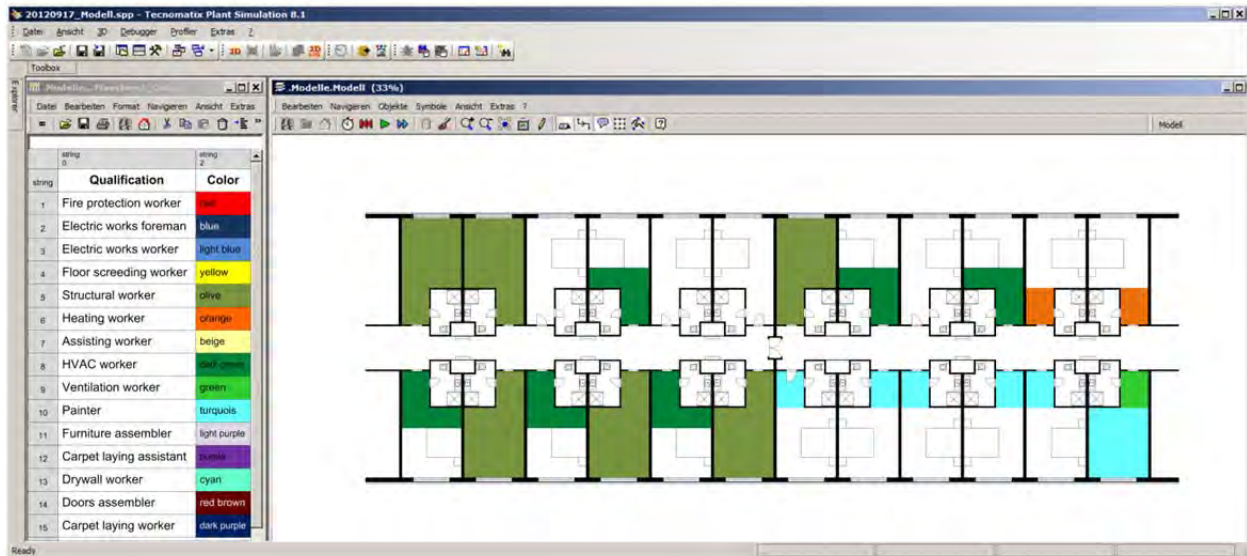 20120917_Modell.spp - Tecnomatix Plant Simulation 8.1
Datei Ansicht 3D Debugger Profiler Extras ?
Toolbox
Explorer
Datei Bearbeiten Format Navigieren Ansicht Extras
.Modelle.Modell (33%)
Bearbeiten Navigieren Objekte Symbole Ansicht Extras ?
Modell
string 0 string 2
string Qualification Color
1 Fire protection worker red
2 Electric works foreman blue
3 Electric works worker light blue
4 Floor screeding worker yellow
5 Structural worker olive
6 Heating worker orange
7 Assisting worker beige
8 HVAC worker dark green
9 Ventilation worker green
10 Painter turquois
11 Furniture assembler light purple
12 Carpet laying assistant purple
13 Drywall worker cyan
14 Doors assembler red brown
15 Carpet laying worker dark purple
Ready